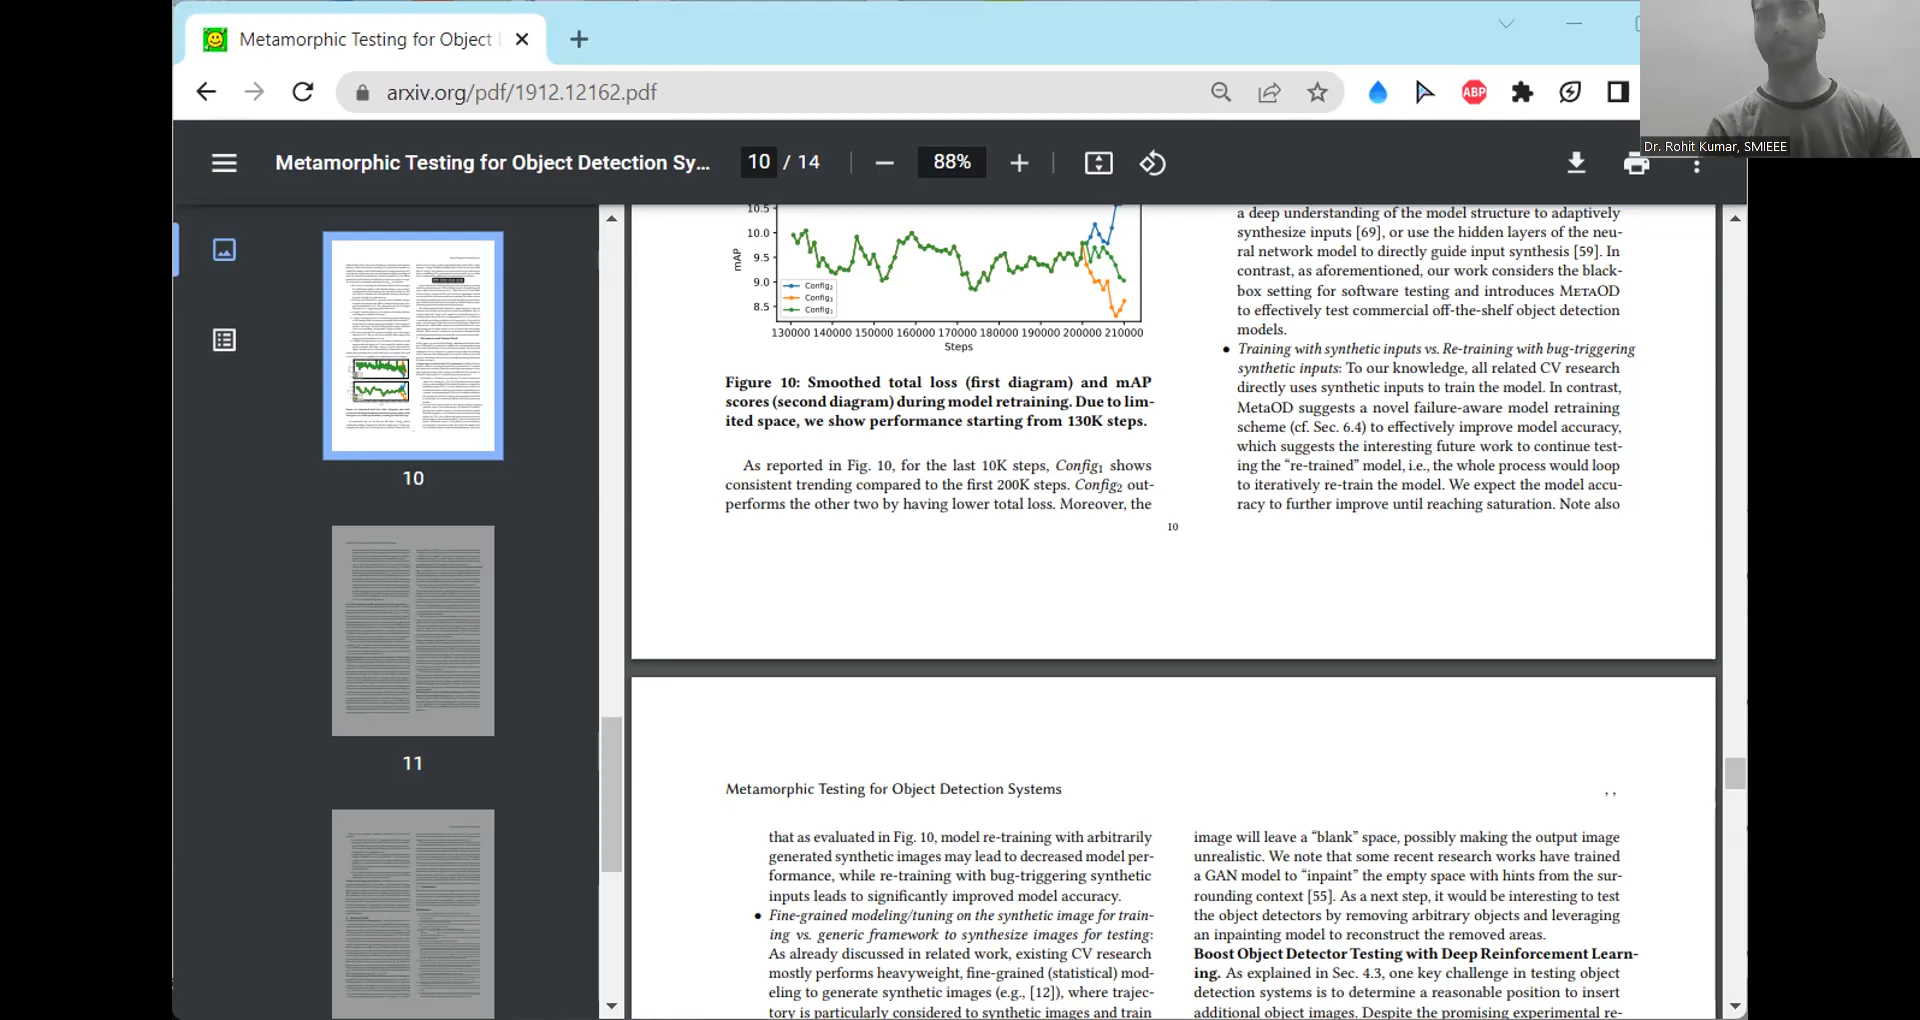 Metamorphic Testing for Object
arxiv.org/pdf/1912.12162.pdf
ABP
Dr. Rohit Kumar, SMIEEE
Metamorphic Testing for Object Detection Sy... 10 / 14 88%
10
11
10.5
10.0
9.5
9.0
8.5
mAP
Config₂
Config₃
Config₁
130000 140000 150000 160000 170000 180000 190000 200000 210000
Steps
Figure 10: Smoothed total loss (first diagram) and mAP
scores (second diagram) during model retraining. Due to lim-
ited space, we show performance starting from 130K steps.
As reported in Fig. 10, for the last 10K steps, Config₁ shows
consistent trending compared to the first 200K steps. Config₂ out-
performs the other two by having lower total loss. Moreover, the
a deep understanding of the model structure to adaptively
synthesize inputs [69], or use the hidden layers of the neu-
ral network model to directly guide input synthesis [59]. In
contrast, as aforementioned, our work considers the black-
box setting for software testing and introduces METAOD
to effectively test commercial off-the-shelf object detection
models.
• Training with synthetic inputs vs. Re-training with bug-triggering
synthetic inputs: To our knowledge, all related CV research
directly uses synthetic inputs to train the model. In contrast,
MetaOD suggests a novel failure-aware model retraining
scheme (cf. Sec. 6.4) to effectively improve model accuracy,
which suggests the interesting future work to continue test-
ing the “re-trained” model, i.e., the whole process would loop
to iteratively re-train the model. We expect the model accu-
racy to further improve until reaching saturation. Note also
10
Metamorphic Testing for Object Detection Systems
, ,
that as evaluated in Fig. 10, model re-training with arbitrarily
generated synthetic images may lead to decreased model per-
formance, while re-training with bug-triggering synthetic
inputs leads to significantly improved model accuracy.
• Fine-grained modeling/tuning on the synthetic image for train-
ing vs. generic framework to synthesize images for testing:
As already discussed in related work, existing CV research
mostly performs heavyweight, fine-grained (statistical) mod-
eling to generate synthetic images (e.g., [12]), where trajec-
tory is particularly considered to synthetic images and train
image will leave a “blank” space, possibly making the output image
unrealistic. We note that some recent research works have trained
a GAN model to “inpaint” the empty space with hints from the sur-
rounding context [55]. As a next step, it would be interesting to test
the object detectors by removing arbitrary objects and leveraging
an inpainting model to reconstruct the removed areas.
Boost Object Detector Testing with Deep Reinforcement Learn-
ing. As explained in Sec. 4.3, one key challenge in testing object
detection systems is to determine a reasonable position to insert
additional object images. Despite the promising experimental re-